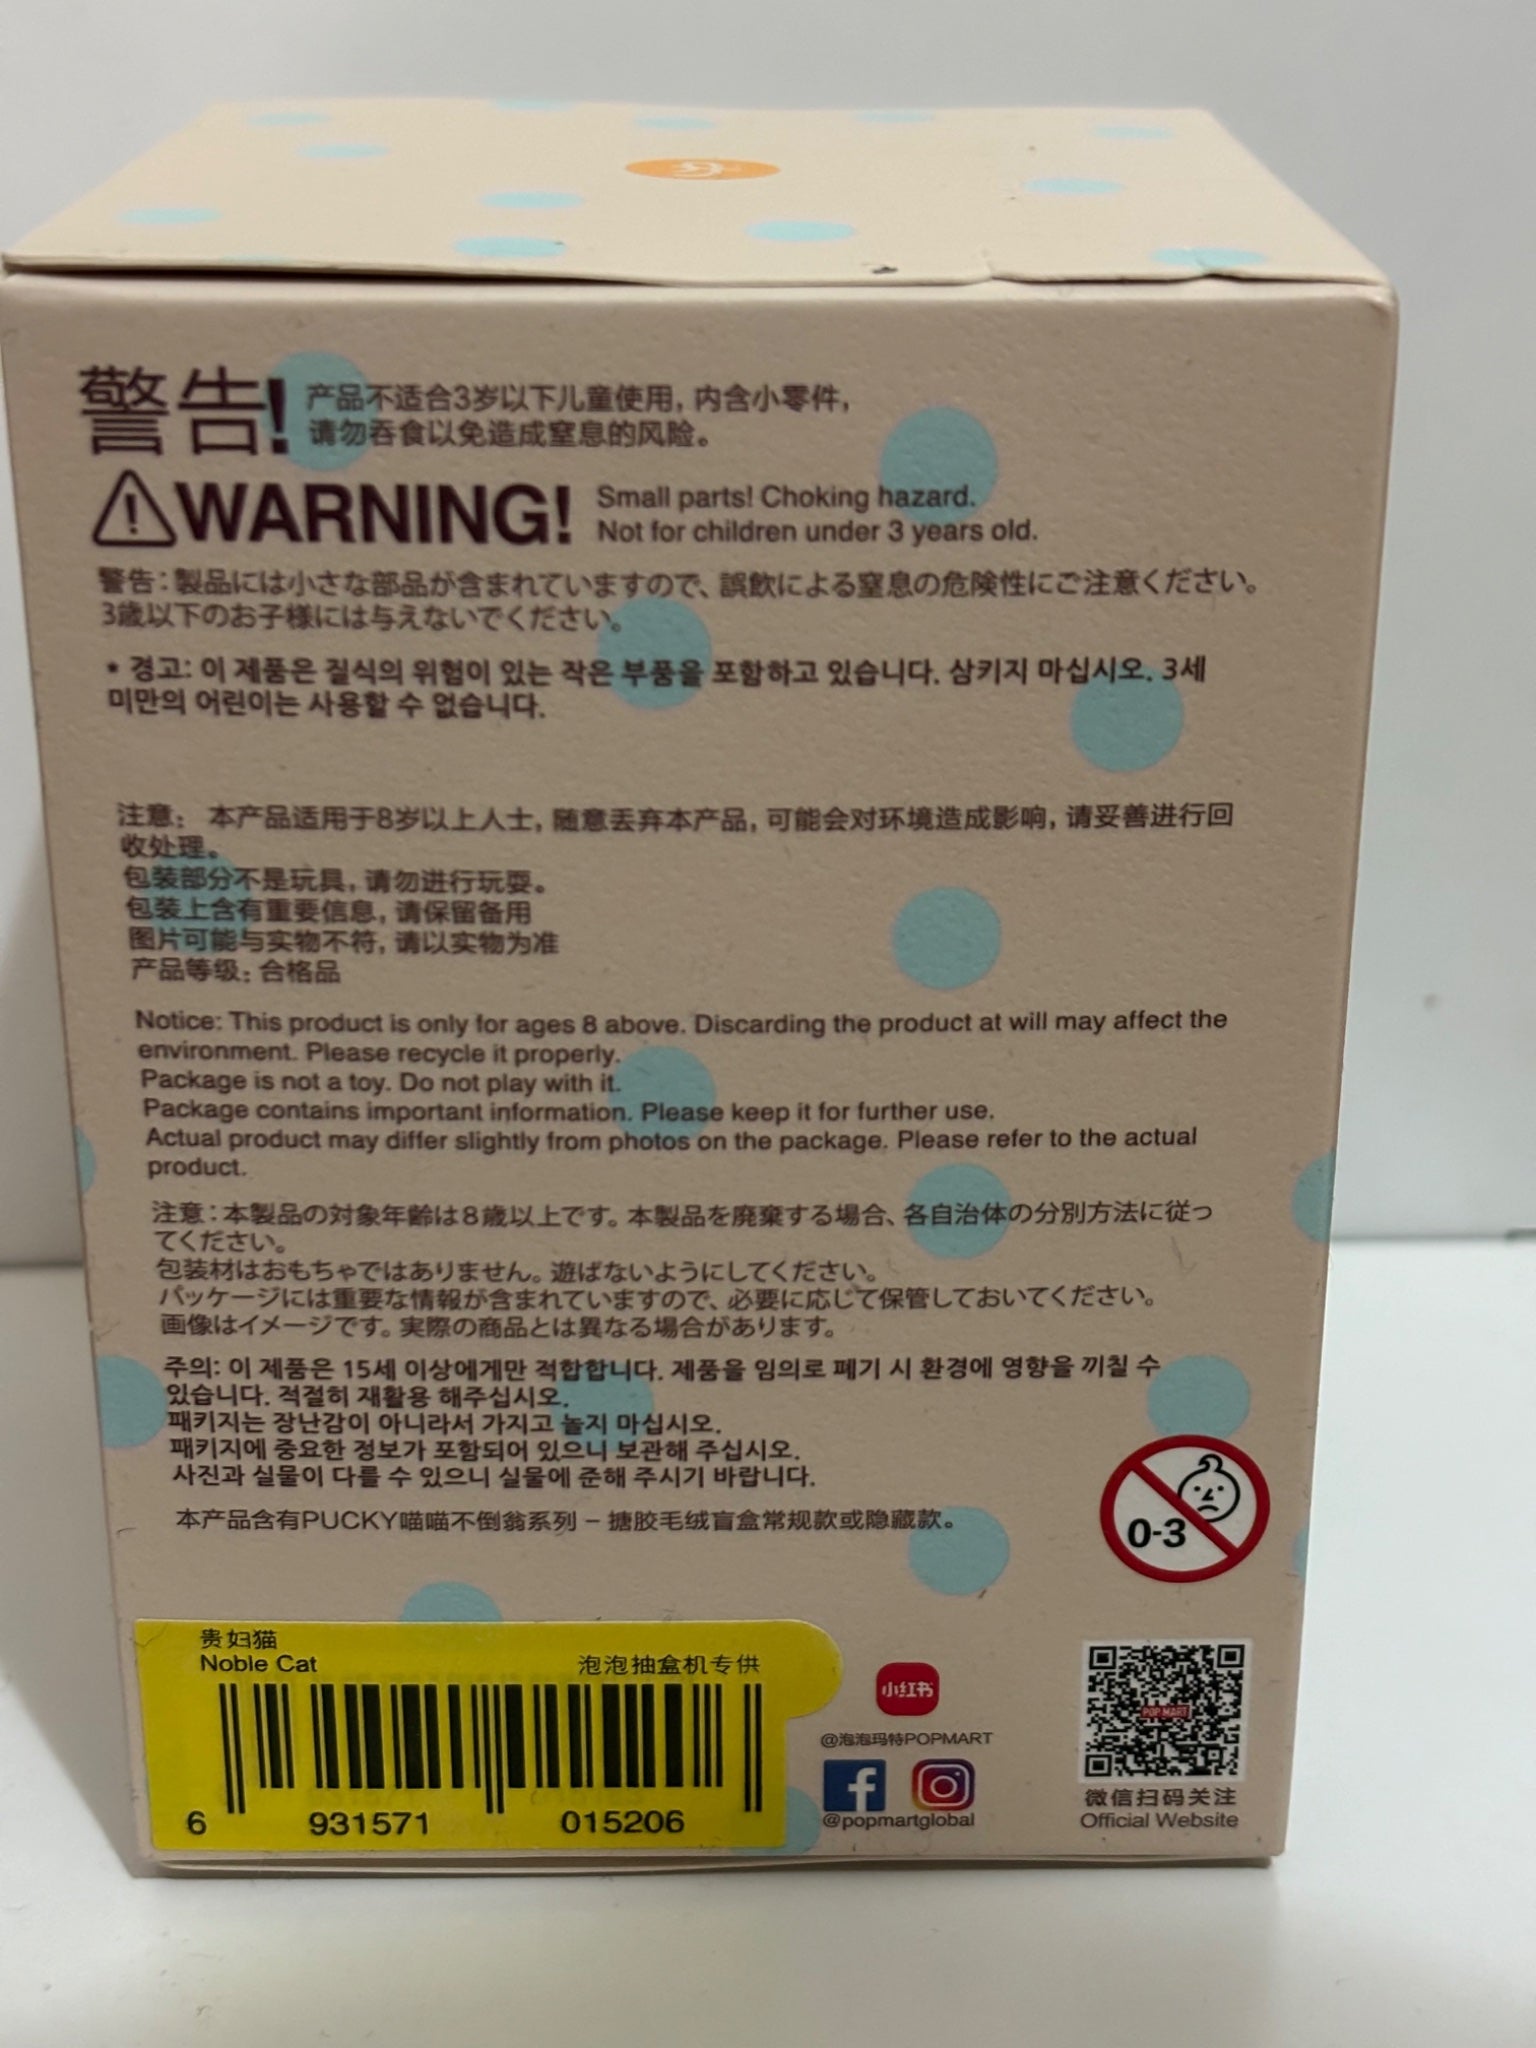 警告!
产品不适合3岁以下儿童使用, 内含小零件,
请勿吞食以免造成窒息的风险。
WARNING!
Small parts! Choking hazard.
Not for children under 3 years old.
警告：製品には小さな部品が含まれていますので、誤飲による窒息の危険性にご注意ください。
3歳以下のお子様には与えないでください。
* 경고: 이 제품은 질식의 위험이 있는 작은 부품을 포함하고 있습니다. 삼키지 마십시오. 3세
미만의 어린이는 사용할 수 없습니다.
注意： 本产品适用于8岁以上人士, 随意丢弃本产品, 可能会对环境造成影响, 请妥善进行回
收处理。
包装部分不是玩具, 请勿进行玩耍。
包装上含有重要信息, 请保留备用
图片可能与实物不符, 请以实物为准
产品等级：合格品
Notice: This product is only for ages 8 above. Discarding the product at will may affect the
environment. Please recycle it properly.
Package is not a toy. Do not play with it.
Package contains important information. Please keep it for further use.
Actual product may differ slightly from photos on the package. Please refer to the actual
product.
注意：本製品の対象年齢は8歳以上です。本製品を廃棄する場合、各自治体の分別方法に従っ
てください。
包装材はおもちゃではありません。遊ばないようにしてください。
パッケージには重要な情報が含まれていますので、必要に応じて保管しておいてください。
画像はイメージです。実際の商品とは異なる場合があります。
주의: 이 제품은 15세 이상에게만 적합합니다. 제품을 임의로 폐기 시 환경에 영향을 끼칠 수
있습니다. 적절히 재활용 해주십시오.
패키지는 장난감이 아니라서 가지고 놀지 마십시오.
패키지에 중요한 정보가 포함되어 있으니 보관해 주십시오.
사진과 실물이 다를 수 있으니 실물에 준해 주시기 바랍니다.
本产品含有PUCKY喵喵不倒翁系列 – 搪胶毛绒盲盒常规款或隐藏款。
0-3
贵妇猫
Noble Cat
泡泡抽盒机专供
6 931571 015206
小红书
@泡泡玛特POPMART
@popmartglobal
POP MART
微信扫码关注
Official Website